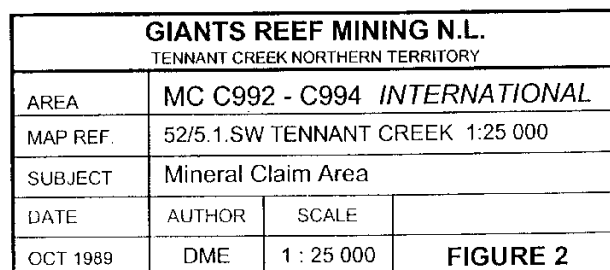 GIANTS REEF MINING N.L.
TENNANT CREEK NORTHERN TERRITORY
AREA MC C992 - C994 INTERNATIONAL
MAP REF. 52/5.1.SW TENNANT CREEK 1:25 000
SUBJECT Mineral Claim Area
DATE AUTHOR SCALE
OCT 1989 DME 1 : 25 000 FIGURE 2